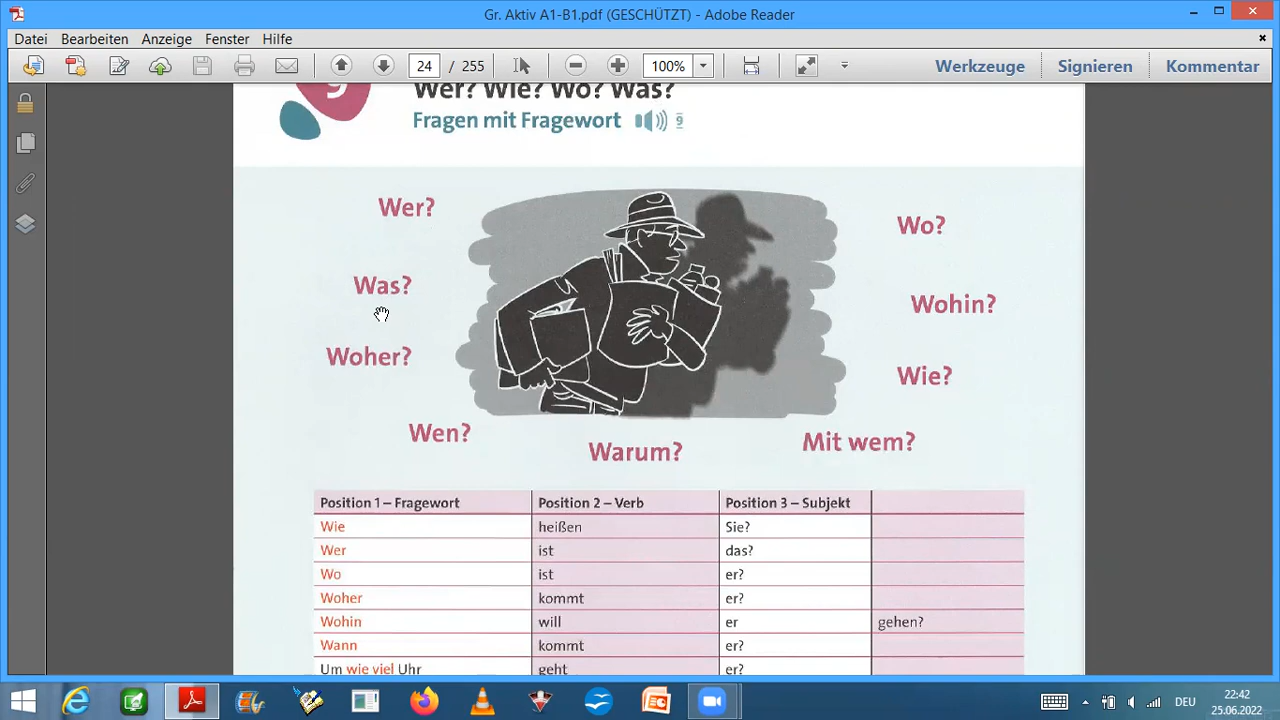 Gr. Aktiv A1-B1.pdf (GESCHÜTZT) - Adobe Reader
Datei Bearbeiten Anzeige Fenster Hilfe
24 / 255 100% Werkzeuge Signieren Kommentar
9 Wer? Wie? Wo? Was?
Fragen mit Fragewort 9
Wer?
Wo?
Was?
Wohin?
Woher?
Wie?
Wen?
Warum?
Mit wem?
Position 1 – Fragewort Position 2 – Verb Position 3 – Subjekt
Wie heißen Sie?
Wer ist das?
Wo ist er?
Woher kommt er?
Wohin will er gehen?
Wann kommt er?
Um wie viel Uhr geht er?
DEU 22:42
25.06.2022